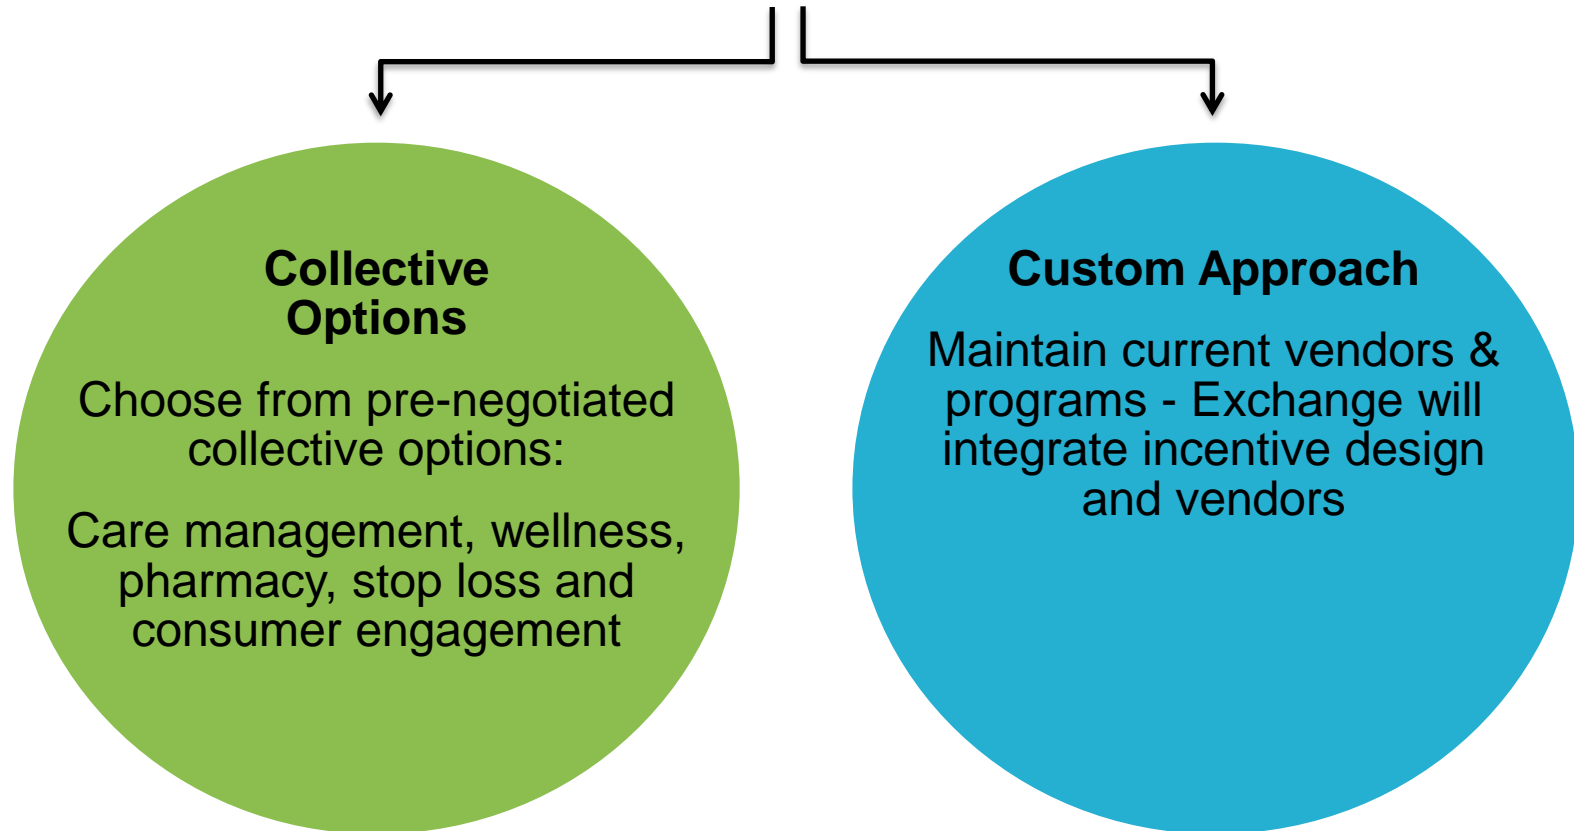 Collective
Options
Choose from pre-negotiated
collective options:
Care management, wellness,
pharmacy, stop loss and
consumer engagement
Custom Approach
Maintain current vendors &
programs - Exchange will
integrate incentive design
and vendors